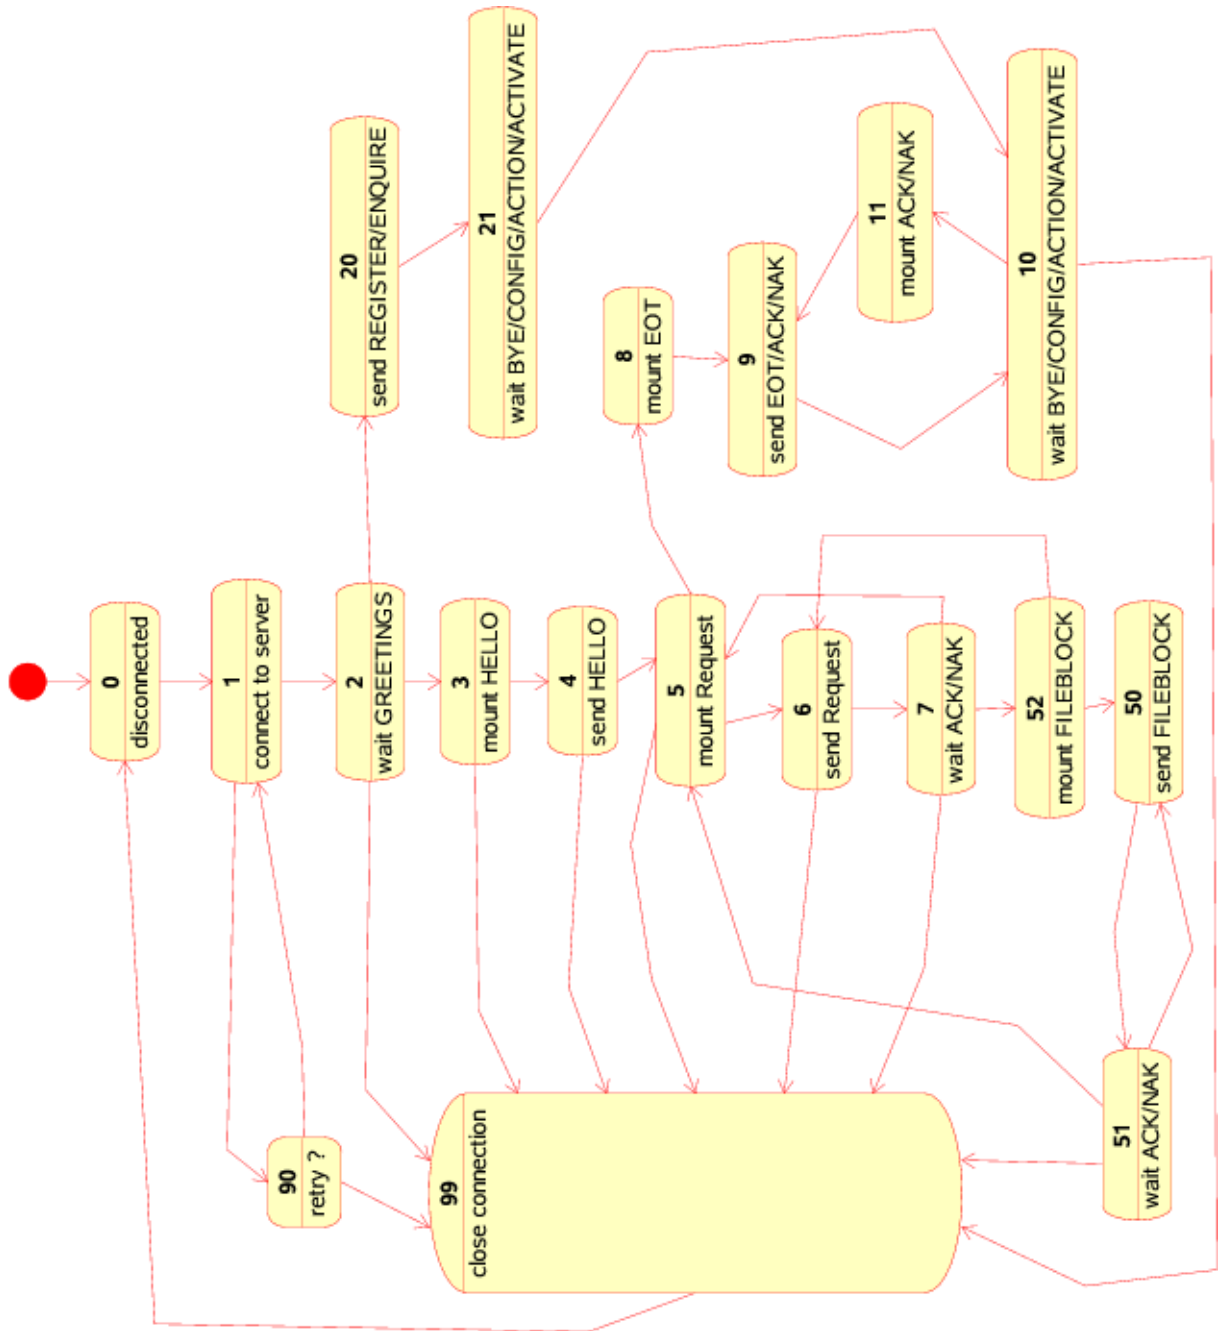 0
disconnected
1
connect to server
2
wait GREETINGS
3
mount HELLO
4
send HELLO
5
mount Request
6
send Request
7
wait ACK/NAK
52
mount FILEBLOCK
50
send FILEBLOCK
51
wait ACK/NAK
90
retry ?
99
close connection
20
send REGISTER/ENQUIRE
21
wait BYE/CONFIG/ACTION/ACTIVATE
8
mount EOT
9
send EOT/ACK/NAK
11
mount ACK/NAK
10
wait BYE/CONFIG/ACTION/ACTIVATE